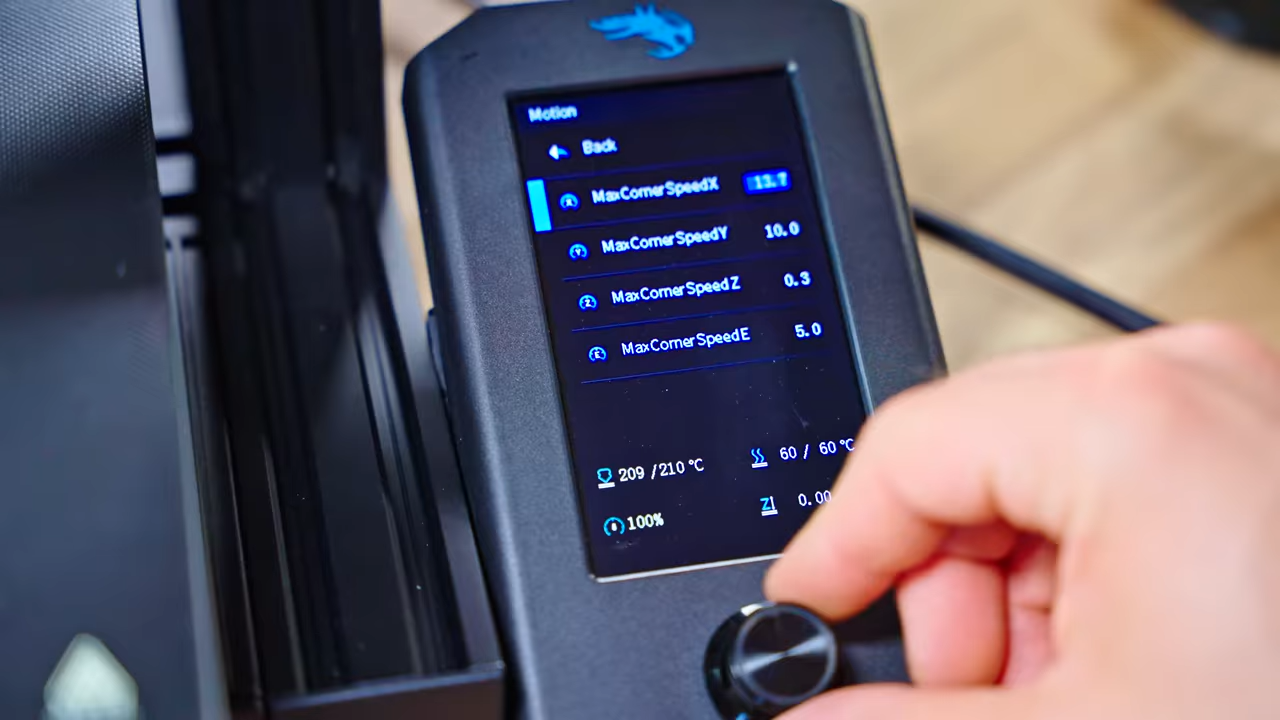 Motion
Back
MaxCornerSpeedX 13.7
MaxCornerSpeedY 10.0
MaxCornerSpeedZ 0.3
MaxCornerSpeedE 5.0
209 /210 ℃ 60 / 60 ℃
100% Z 0.00